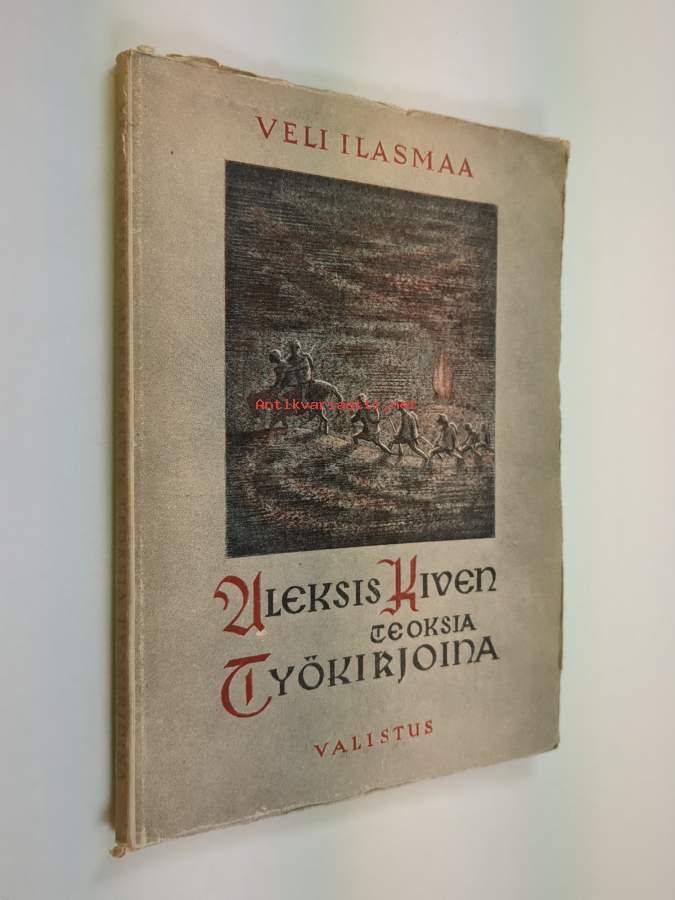 VELI ILASMAA
Antikvariaatti.net
ALEKSIS KIVEN
TEOKSIA
TYÖKIRJOINA
VALISTUS